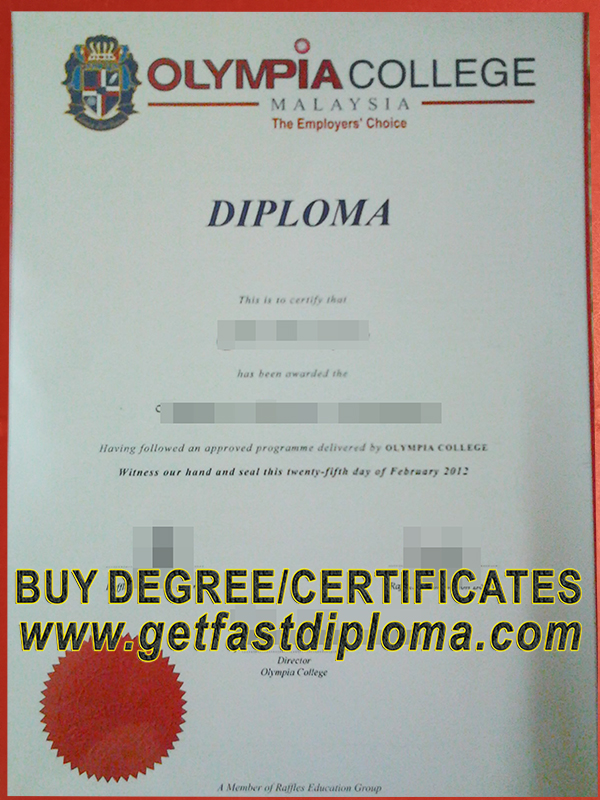 OLYMPIA COLLEGE
MALAYSIA
The Employers' Choice
DIPLOMA
This is to certify that
has been awarded the
Having followed an approved programme delivered by OLYMPIA COLLEGE
Witness our hand and seal this twenty-fifth day of February 2012
BUY DEGREE/CERTIFICATES
www.getfastdiploma.com
Director
Olympia College
A Member of Raffles Education Group